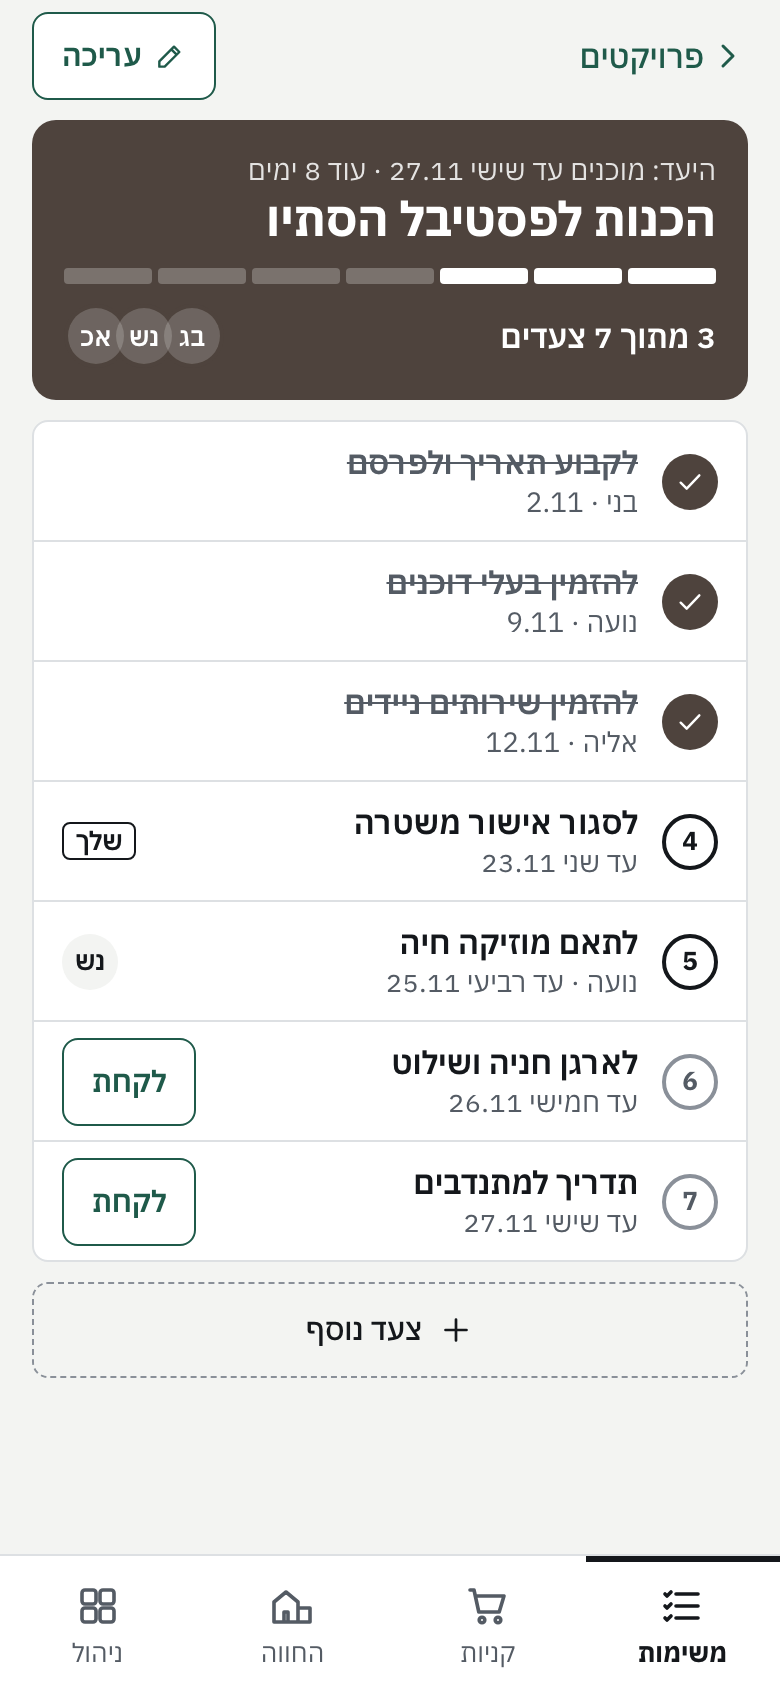 פרויקטים
עריכה
היעד: מוכנים עד שישי 27.11 · עוד 8 ימים
הכנות לפסטיבל הסתיו
3 מתוך 7 צעדים
בג
נש
אכ
לקבוע תאריך ולפרסם
בני · 2.11
להזמין בעלי דוכנים
נועה · 9.11
להזמין שירותים ניידים
אליה · 12.11
4
לסגור אישור משטרה
עד שני 23.11
שלך
5
לתאם מוזיקה חיה
נועה · עד רביעי 25.11
נש
6
לארגן חניה ושילוט
עד חמישי 26.11
לקחת
7
תדריך למתנדבים
עד שישי 27.11
לקחת
צעד נוסף
משימות
קניות
החווה
ניהול